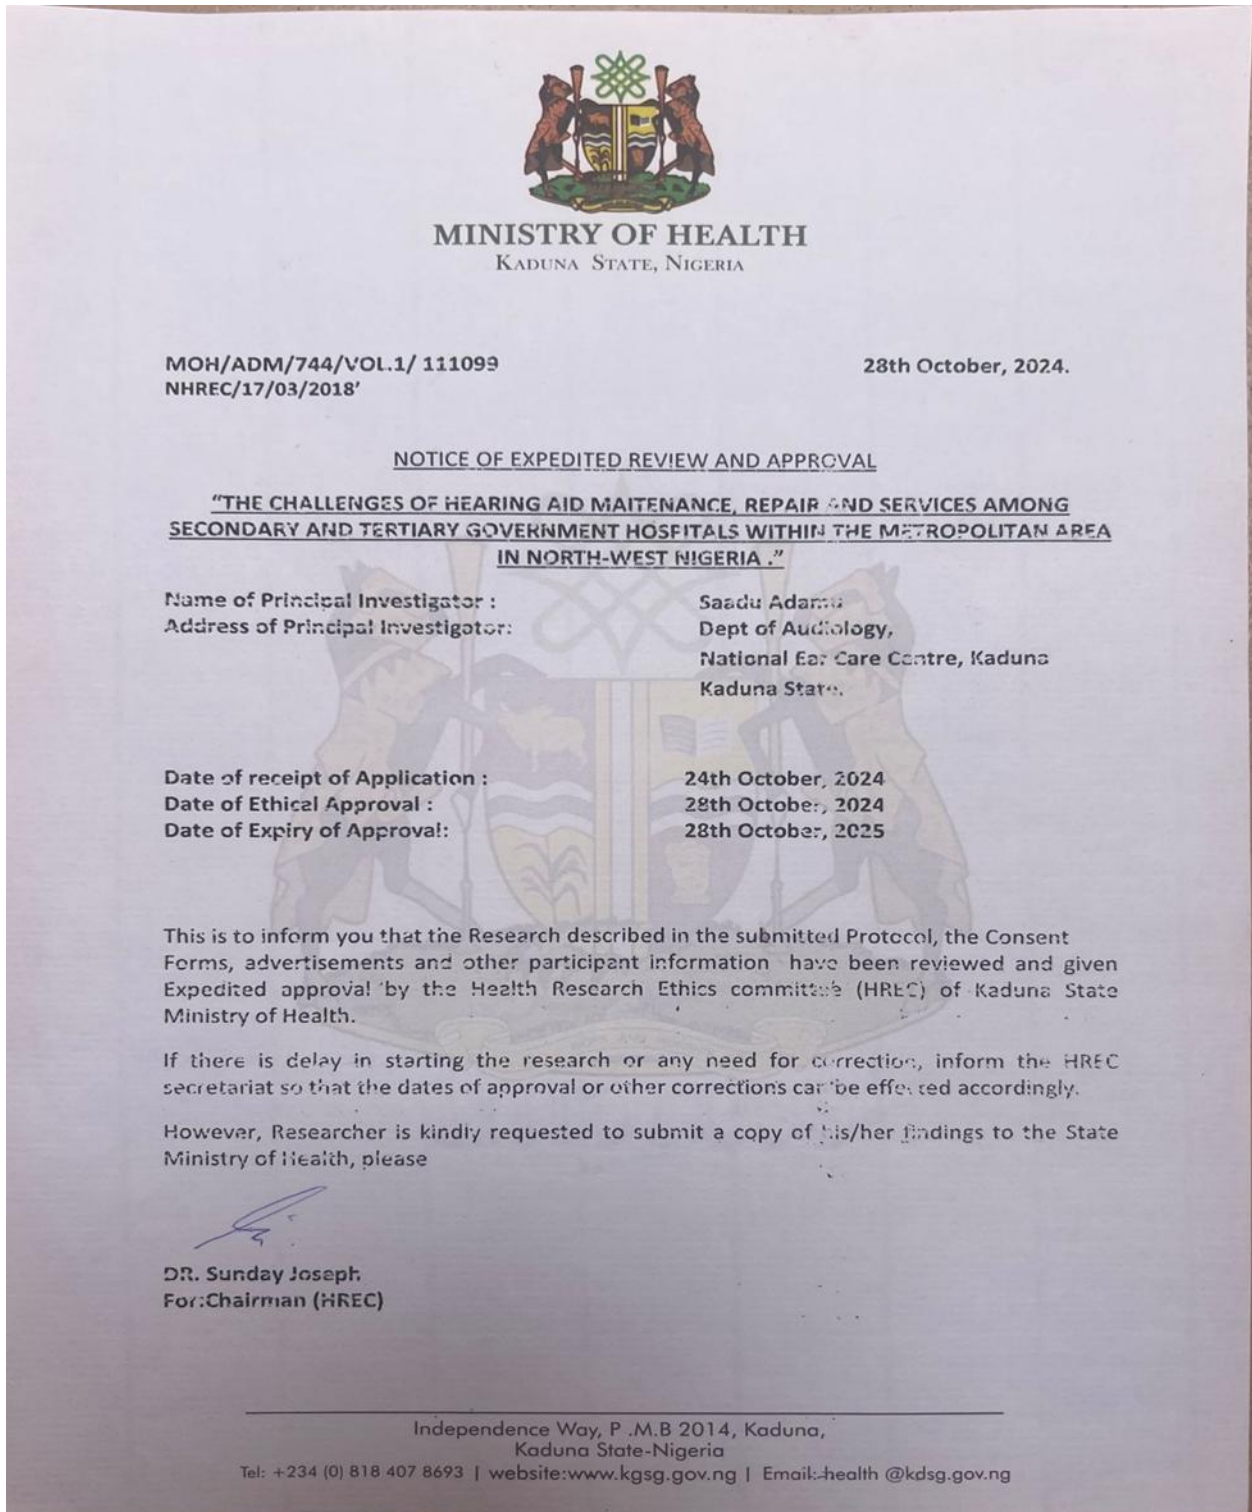 MINISTRY OF HEALTH
KADUNA STATE, NIGERIA
MOH/ADM/744/VOL.1/ 111099
28th October, 2024.
NHREC/17/03/2018'
NOTICE OF EXPEDITED REVIEW AND APPROVAL
"THE CHALLENGES OF HEARING AID MAITENANCE, REPAIR AND SERVICES AMONG
SECONDARY AND TERTIARY GOVERNMENT HOSPITALS WITHIN THE METROPOLITAN AREA
IN NORTH-WEST NIGERIA ."
Name of Principal Investigator :
Saadu Adamu
Address of Principal Investigator:
Dept of Audiology,
National Ear Care Centre, Kaduna
Kaduna State.
Date of receipt of Application :
24th October, 2024
Date of Ethical Approval :
28th October, 2024
Date of Expiry of Approval:
28th October, 2025
This is to inform you that the Research described in the submitted Protocol, the Consent
Forms, advertisements and other participant information have been reviewed and given
Expedited approval by the Health Research Ethics committee (HREC) of Kaduna State
Ministry of Health.
If there is delay in starting the research or any need for correction, inform the HREC
secretariat so that the dates of approval or other corrections can be effected accordingly.
However, Researcher is kindly requested to submit a copy of his/her findings to the State
Ministry of Health, please
DR. Sunday Joseph
For:Chairman (HREC)
Independence Way, P .M.B 2014, Kaduna,
Kaduna State-Nigeria
Tel: +234 (0) 818 407 8693 | website:www.kgsg.gov.ng | Email:-health @kdsg.gov.ng